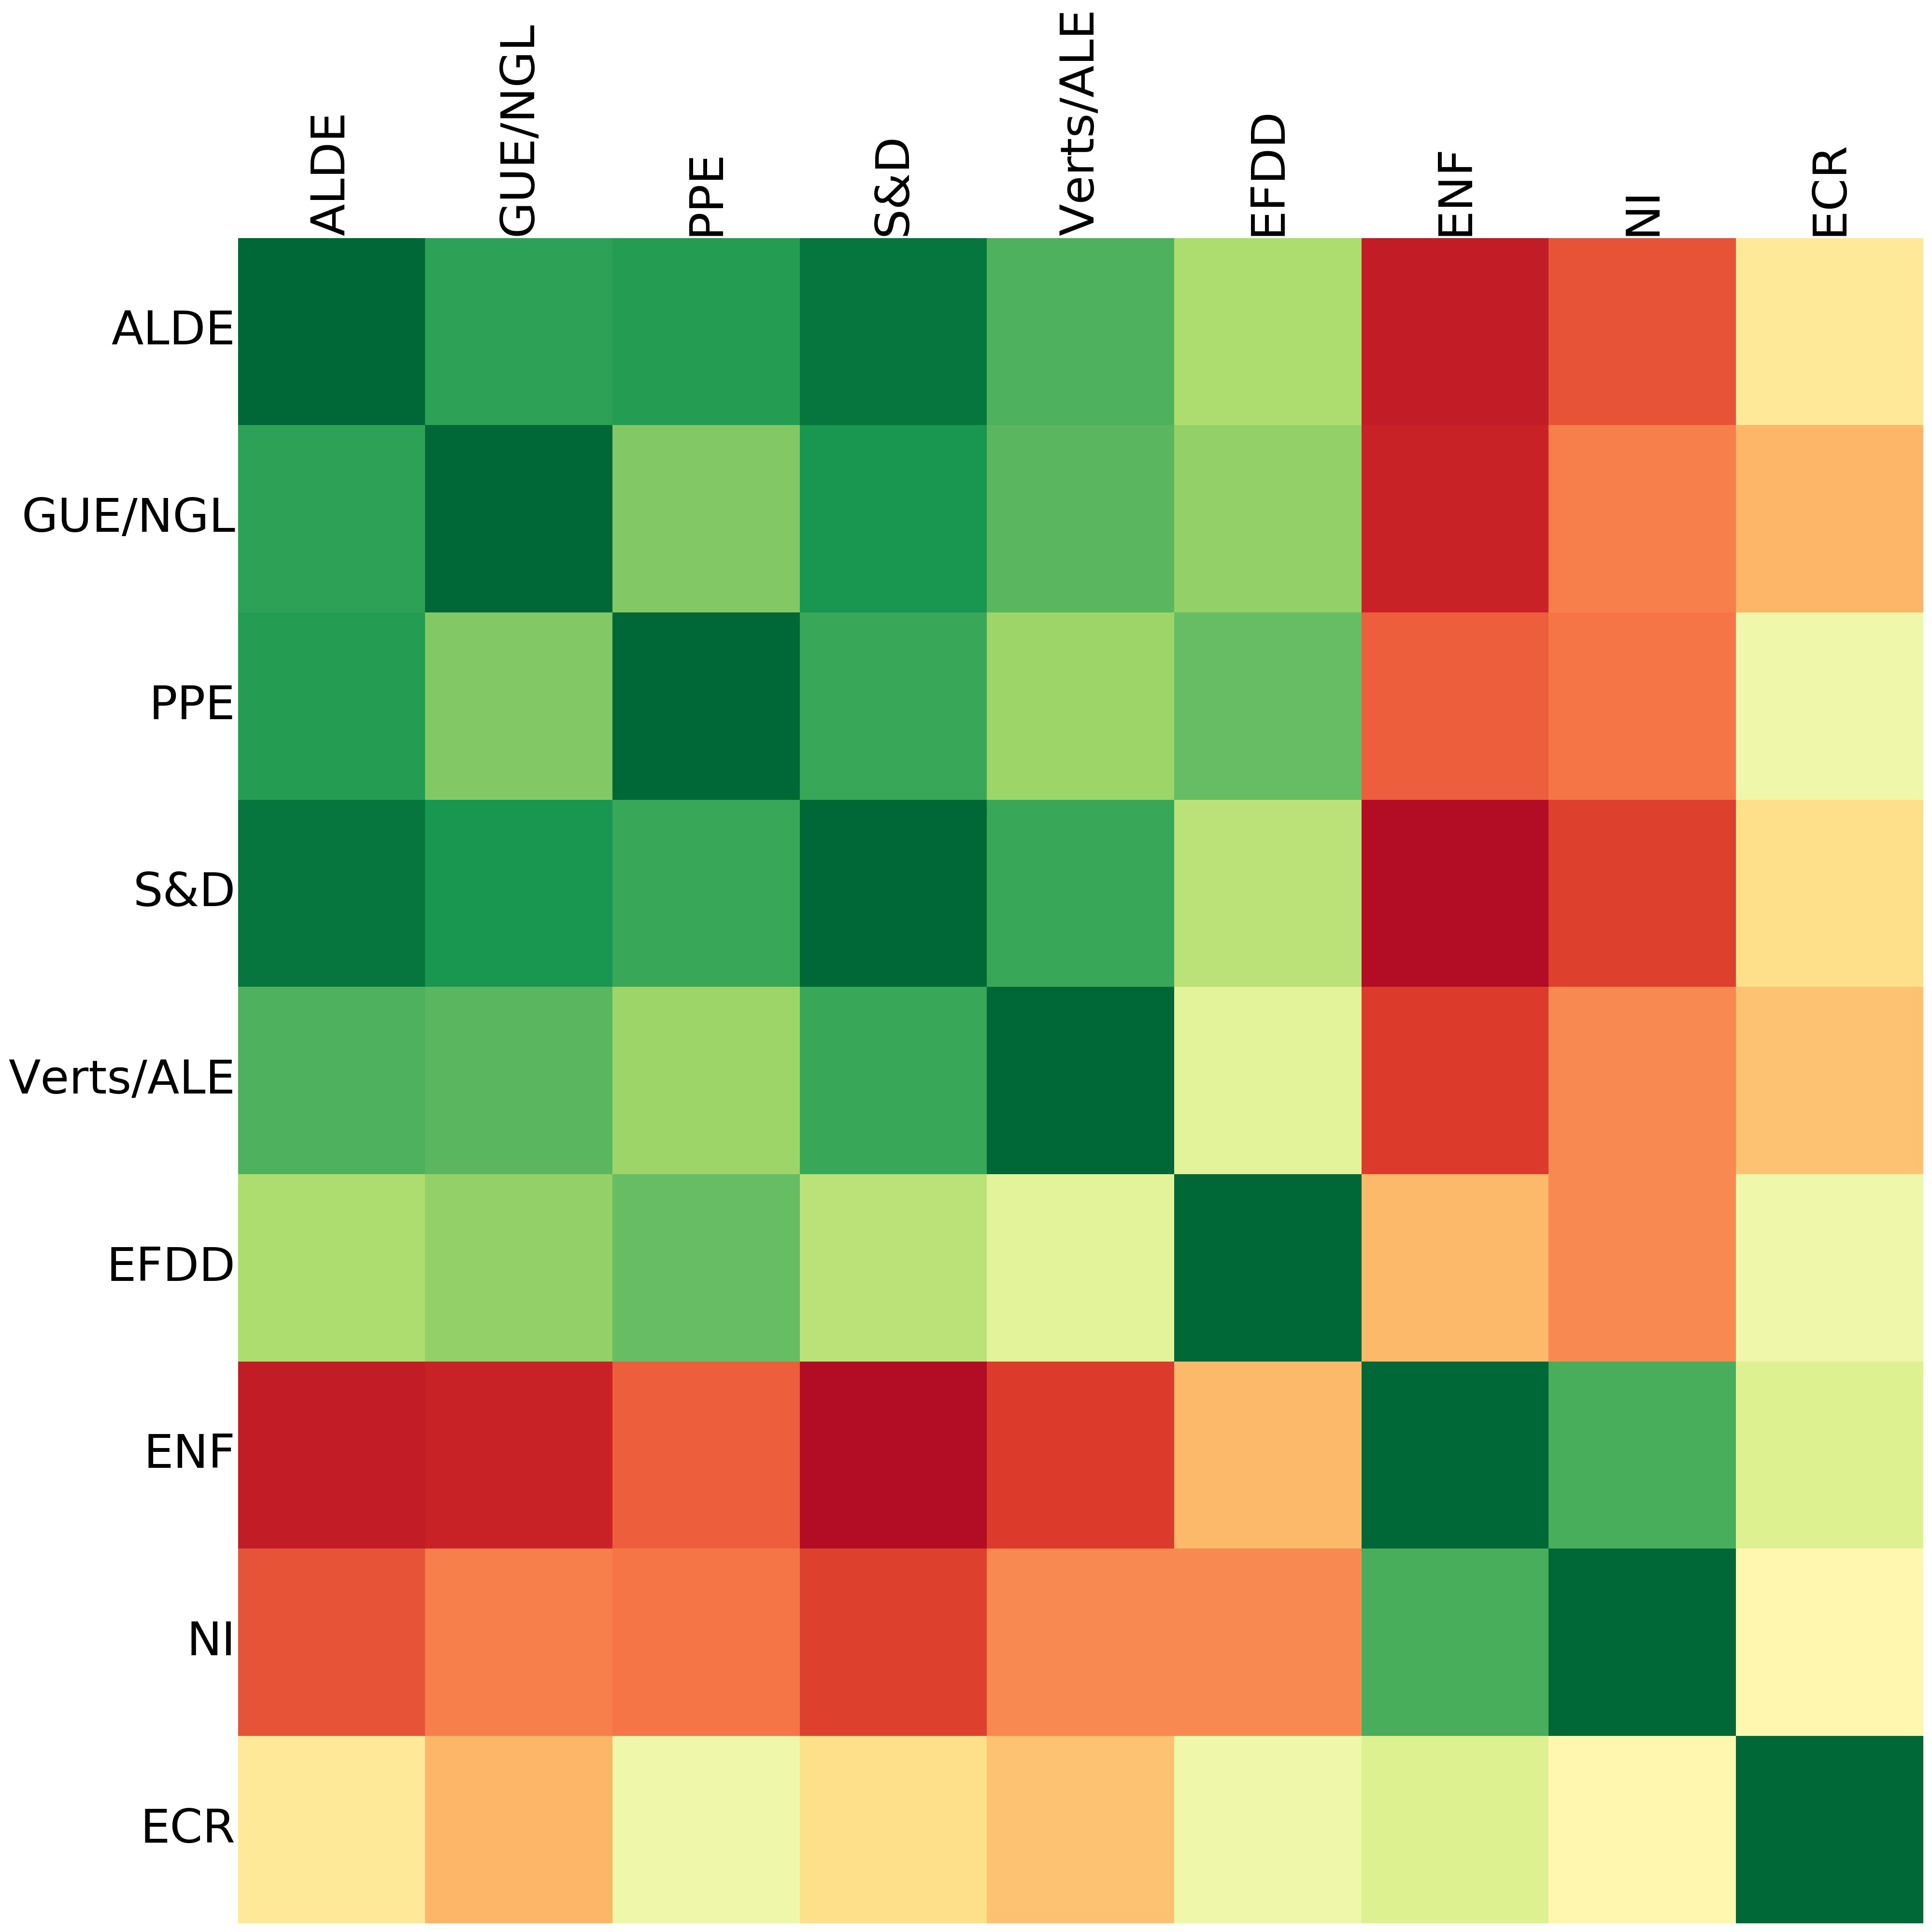 ALDE
GUE/NGL
PPE
S&D
Verts/ALE
EFDD
ENF
NI
ECR
ALDE
GUE/NGL
PPE
S&D
Verts/ALE
EFDD
ENF
NI
ECR